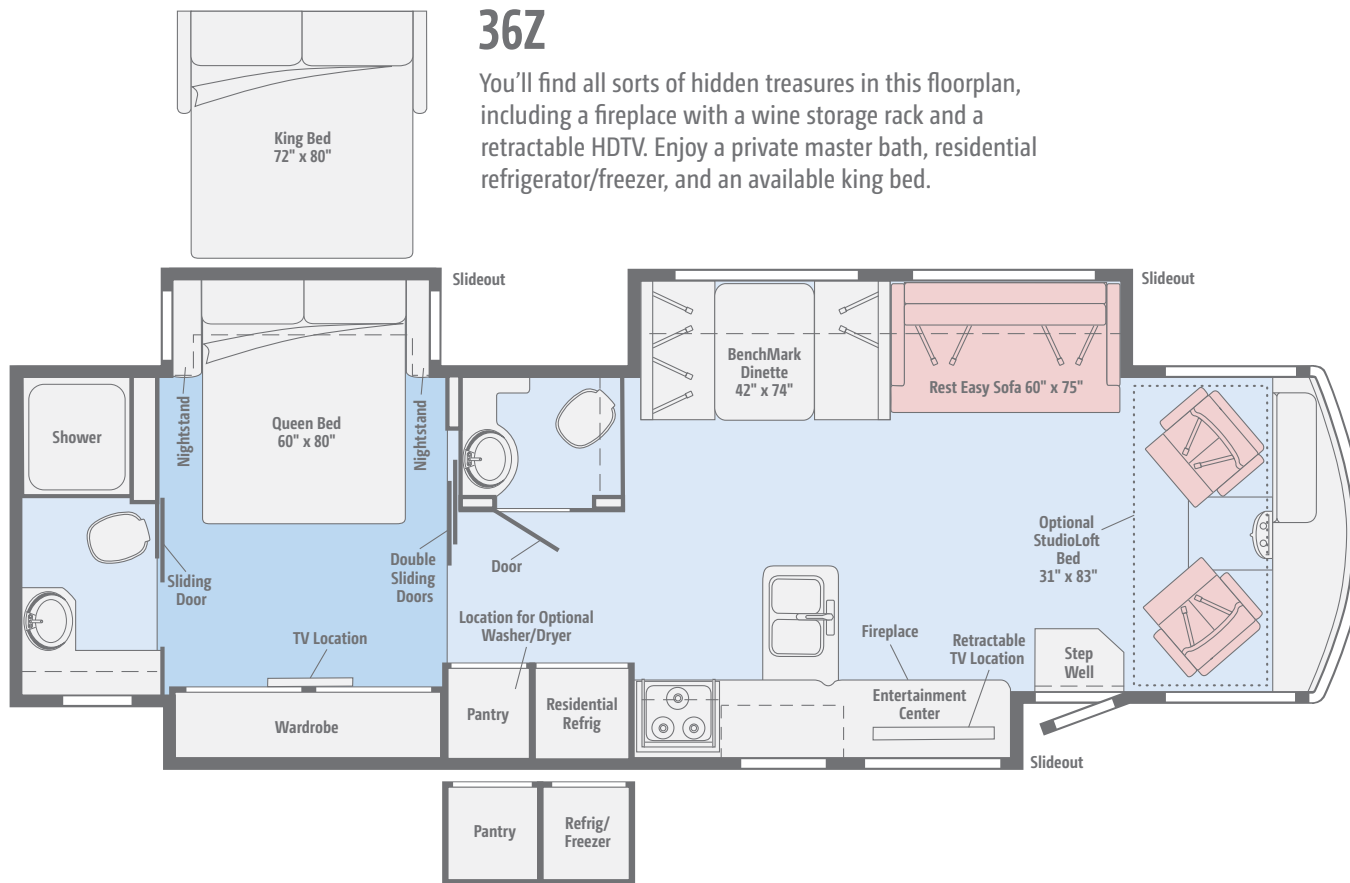 36Z
You’ll find all sorts of hidden treasures in this floorplan,
including a fireplace with a wine storage rack and a
retractable HDTV. Enjoy a private master bath, residential
refrigerator/freezer, and an available king bed.
King Bed
72" x 80"
Slideout
Slideout
Shower
Nightstand
Queen Bed
60" x 80"
Nightstand
BenchMark
Dinette
42" x 74"
Rest Easy Sofa 60" x 75"
Sliding
Door
Double
Sliding
Doors
Door
Optional
StudioLoft
Bed
31" x 83"
TV Location
Location for Optional
Washer/Dryer
Fireplace
Retractable
TV Location
Step
Well
Wardrobe
Pantry
Residential
Refrig
Entertainment
Center
Slideout
Pantry
Refrig/
Freezer